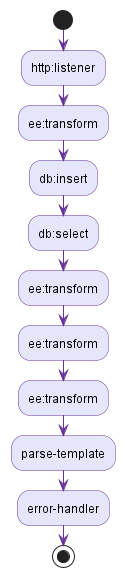 http:listener
ee:transform
db:insert
db:select
ee:transform
ee:transform
ee:transform
parse-template
error-handler